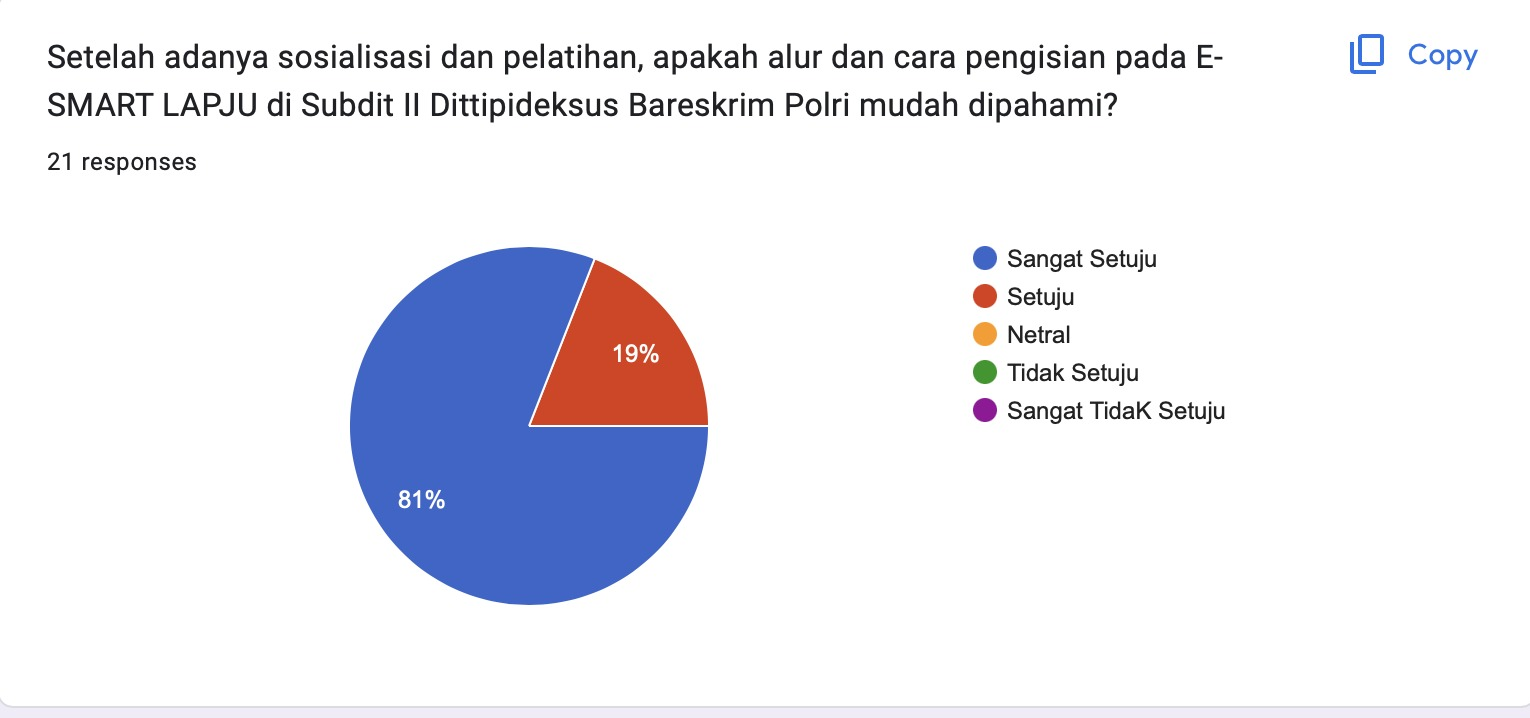 Setelah adanya sosialisasi dan pelatihan, apakah alur dan cara pengisian pada E-
SMART LAPJU di Subdit II Dittipideksus Bareskrim Polri mudah dipahami?
Copy
21 responses
19%
81%
Sangat Setuju
Setuju
Netral
Tidak Setuju
Sangat TidaK Setuju